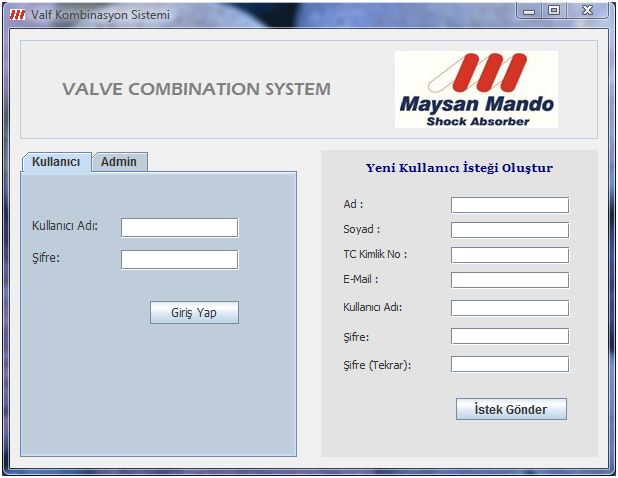 Valf Kombinasyon Sistemi
VALVE COMBINATION SYSTEM
Maysan Mando
Shock Absorber
Kullanıcı
Admin
Kullanıcı Adı:
Şifre:
Giriş Yap
Yeni Kullanıcı İsteği Oluştur
Ad :
Soyad :
TC Kimlik No :
E-Mail :
Kullanıcı Adı:
Şifre:
Şifre (Tekrar):
İstek Gönder